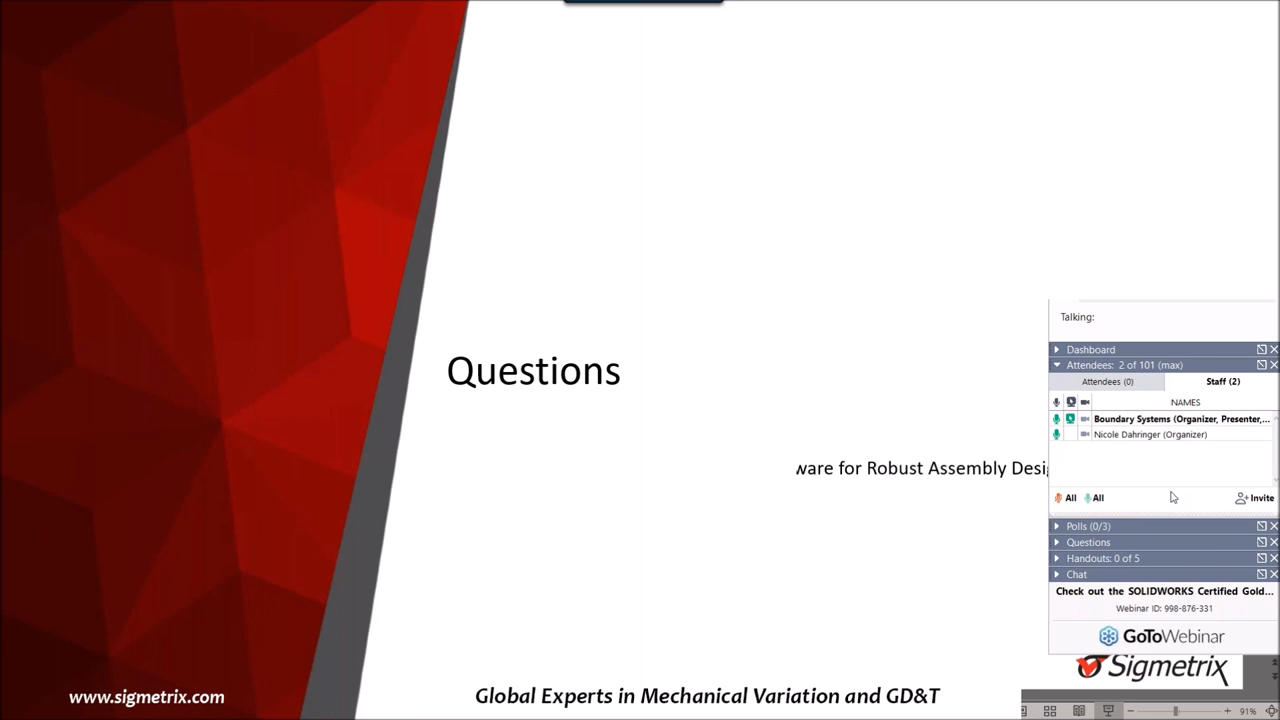 Questions
ware for Robust Assembly Desi
Talking:
Dashboard
Attendees: 2 of 101 (max)
Attendees (0)
Staff (2)
NAMES
Boundary Systems (Organizer, Presenter,...
Nicole Dahringer (Organizer)
All
All
Invite
Polls (0/3)
Questions
Handouts: 0 of 5
Chat
Check out the SOLIDWORKS Certified Gold...
Webinar ID: 998-876-331
GoToWebinar
Sigmetrix
www.sigmetrix.com
Global Experts in Mechanical Variation and GD&T
91%